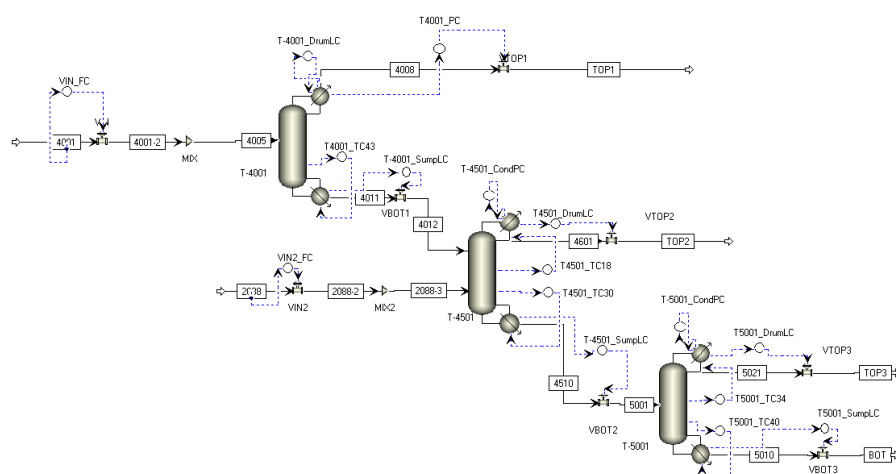 T4001_PC
T-4001_DrumLC
VTOP1
4008
TOP1
VIN_FC
4001
4001-2
MIX
4005
T-4001
T4001_TC43
T-4001_SumpLC
4011
VBOT1
4012
T-4501_CondPC
T4501_DrumLC
VTOP2
4601
TOP2
T4501_TC18
VIN2_FC
2088-2
2088-3
VIN2
MIX2
T4501_TC30
T-4501
T-4501_SumpLC
4510
T-5001_CondPC
T5001_DrumLC
VTOP3
5021
TOP3
5001
VBOT2
T5001_TC34
T5001_TC40
T5001_SumpLC
T-5001
5010
BOT
VBOT3